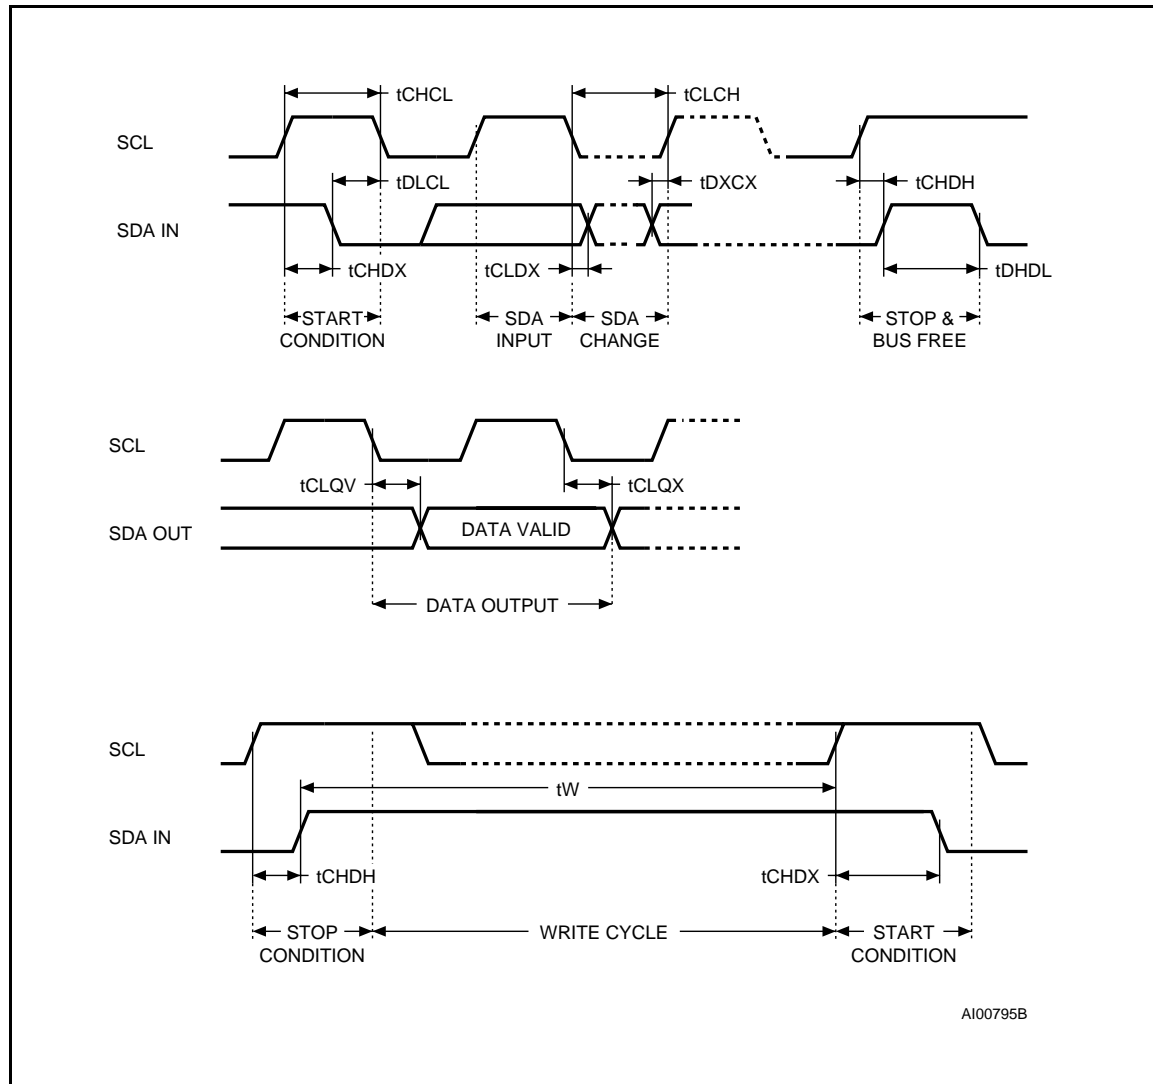 tCHCL
tCLCH
SCL
tDLCL
tDXCX
tCHDH
SDA IN
tCHDX
tCLDX
tDHDL
START
CONDITION
SDA
INPUT
SDA
CHANGE
STOP &
BUS FREE
SCL
tCLQV
tCLQX
SDA OUT
DATA VALID
DATA OUTPUT
SCL
tW
SDA IN
tCHDH
tCHDX
STOP
CONDITION
WRITE CYCLE
START
CONDITION
AI00795B